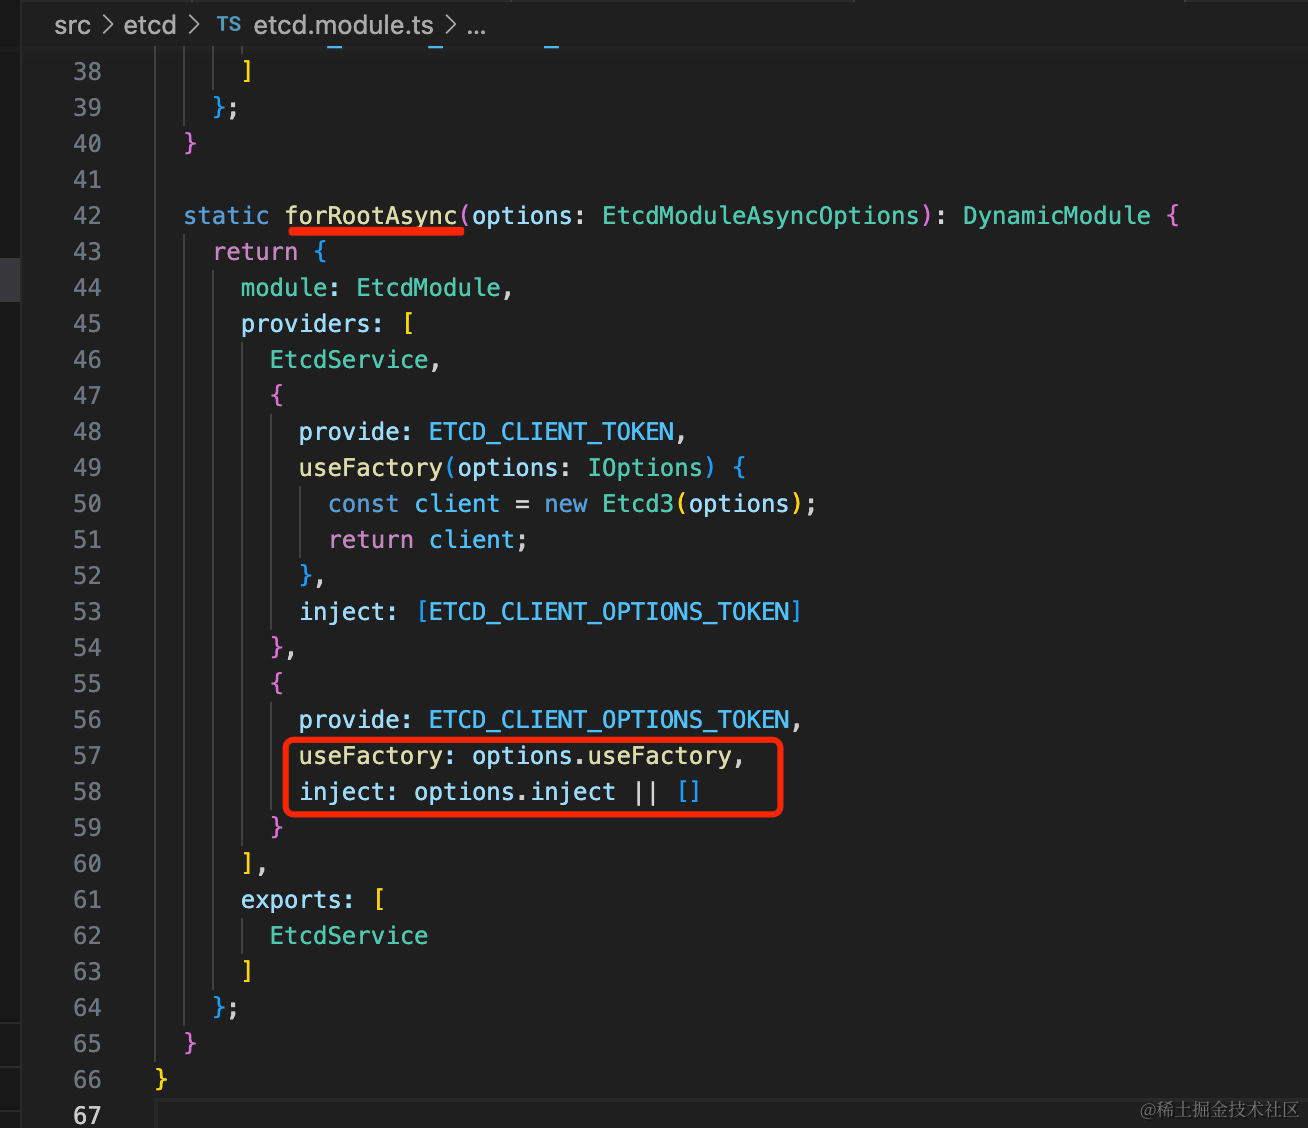 src > etcd > TS etcd.module.ts > ...
38 ]
39 };
40 }
41
42 static forRootAsync(options: EtcdModuleAsyncOptions): DynamicModule {
43 return {
44 module: EtcdModule,
45 providers: [
46 EtcdService,
47 {
48 provide: ETCD_CLIENT_TOKEN,
49 useFactory(options: IOptions) {
50 const client = new Etcd3(options);
51 return client;
52 },
53 inject: [ETCD_CLIENT_OPTIONS_TOKEN]
54 },
55 {
56 provide: ETCD_CLIENT_OPTIONS_TOKEN,
57 useFactory: options.useFactory,
58 inject: options.inject || []
59 }
60 ],
61 exports: [
62 EtcdService
63 ]
64 };
65 }
66 }
67
@稀土掘金技术社区